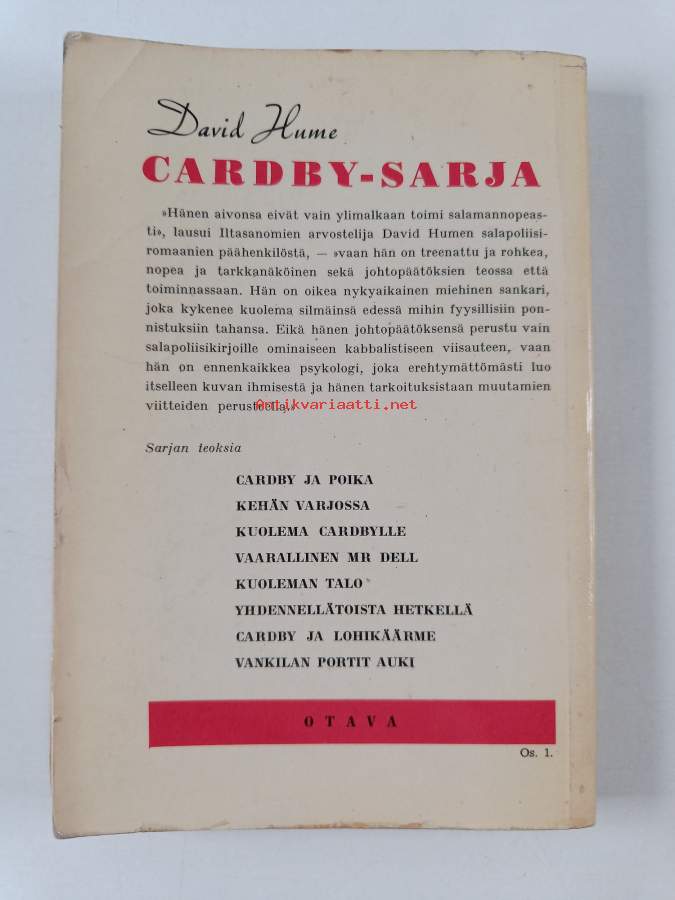 David Hume
CARDBY-SARJA
»Hänen aivonsa eivät vain ylimalkaan toimi salamannopeas-
ti», lausui Iltasanomien arvostelija David Humen salapoliisi-
romaanien päähenkilöstä, — »vaan hän on treenattu ja rohkea,
nopea ja tarkkanäköinen sekä johtopäätöksien teossa että
toiminnassaan. Hän on oikea nykyaikainen miehinen sankari,
joka kykenee kuolema silmäinsä edessä mihin fyysillisiin pon-
nistuksiin tahansa. Eikä hänen johtopäätöksensä perustu vain
salapoliisikirjoille ominaiseen kabbalistiseen viisauteen, vaan
hän on ennenkaikkea psykologi, joka erehtymättömästi luo
itselleen kuvan ihmisestä ja hänen tarkoituksistaan muutamien
viitteiden perusteella.»
Antikvariaatti.net
Sarjan teoksia
CARDBY JA POIKA
KEHÄN VARJOSSA
KUOLEMA CARDBYLLE
VAARALLINEN MR DELL
KUOLEMAN TALO
YHDENNELLÄTOISTA HETKELLÄ
CARDBY JA LOHIKÄÄRME
VANKILAN PORTIT AUKI
OTAVA
Os. 1.